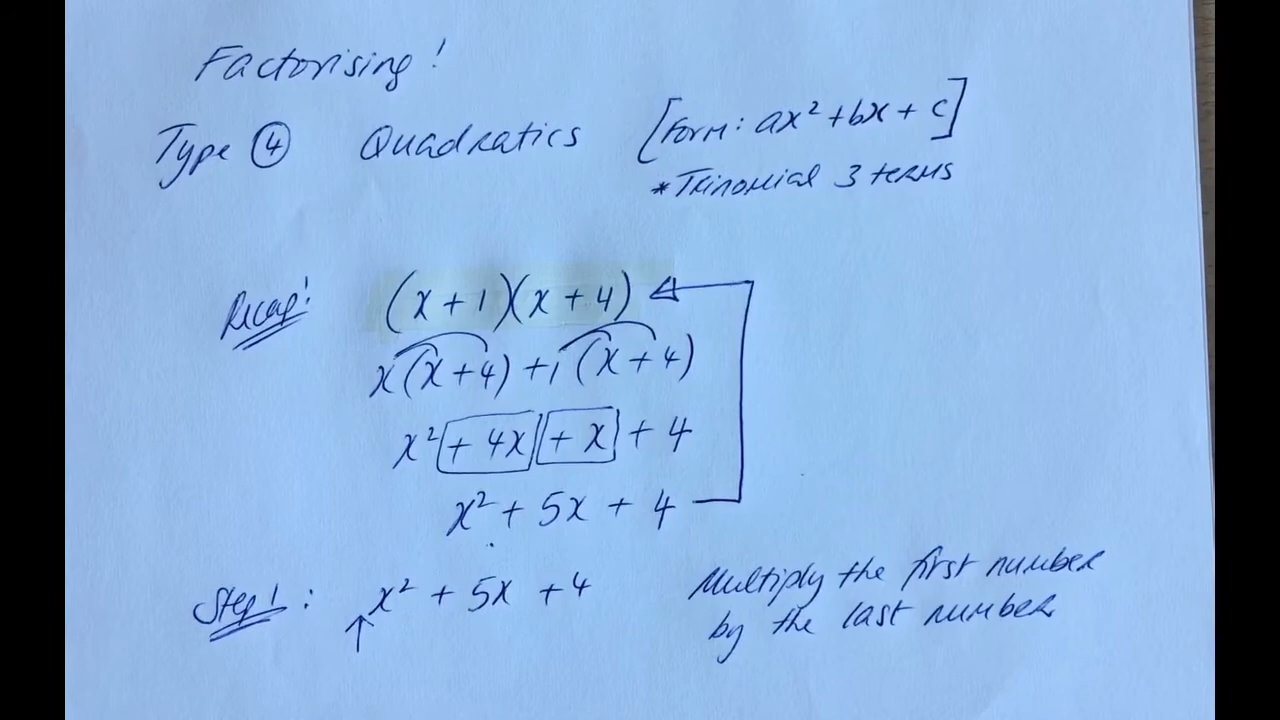 Factorising!
Type ④ Quadratics [Form: ax² + bx + c]
* Trinomial 3 terms
Recap! (x + 1)(x + 4)
x(x + 4) + 1(x + 4)
x² + 4x + x + 4
x² + 5x + 4
Step 1: x² + 5x + 4 Multiply the first number
by the last number